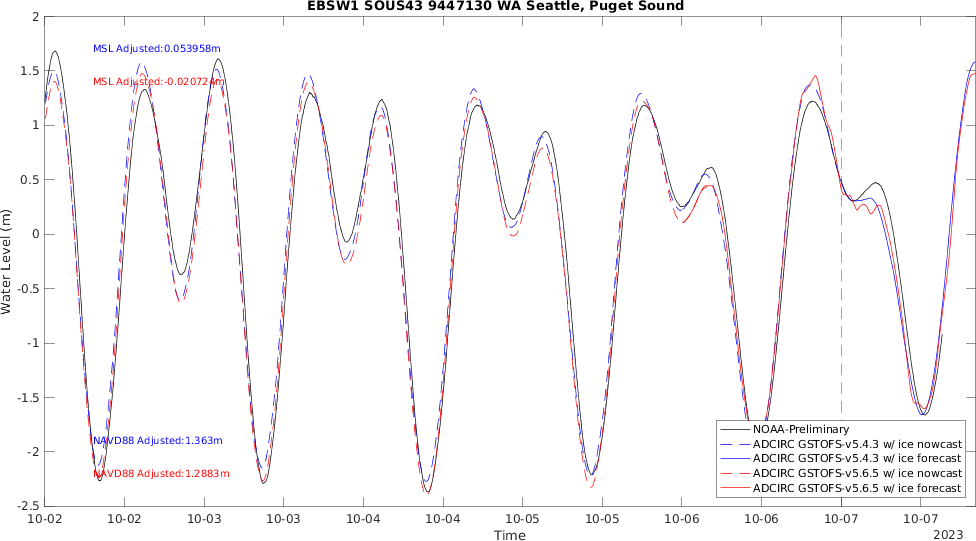 EBSW1 SOUS43 9447130 WA Seattle, Puget Sound
2
1.5
1
0.5
0
-0.5
-1
-1.5
-2
-2.5
Water Level (m)
MSL Adjusted:0.053958m
MSL Adjusted:-0.020724m
NAVD88 Adjusted:1.363m
NAVD88 Adjusted:1.2883m
NOAA-Preliminary
ADCIRC GSTOFS-v5.4.3 w/ ice nowcast
ADCIRC GSTOFS-v5.4.3 w/ ice forecast
ADCIRC GSTOFS-v5.6.5 w/ ice nowcast
ADCIRC GSTOFS-v5.6.5 w/ ice forecast
10-02 10-02 10-03 10-03 10-04 10-04 10-05 10-05 10-06 10-06 10-07 10-07
Time
2023